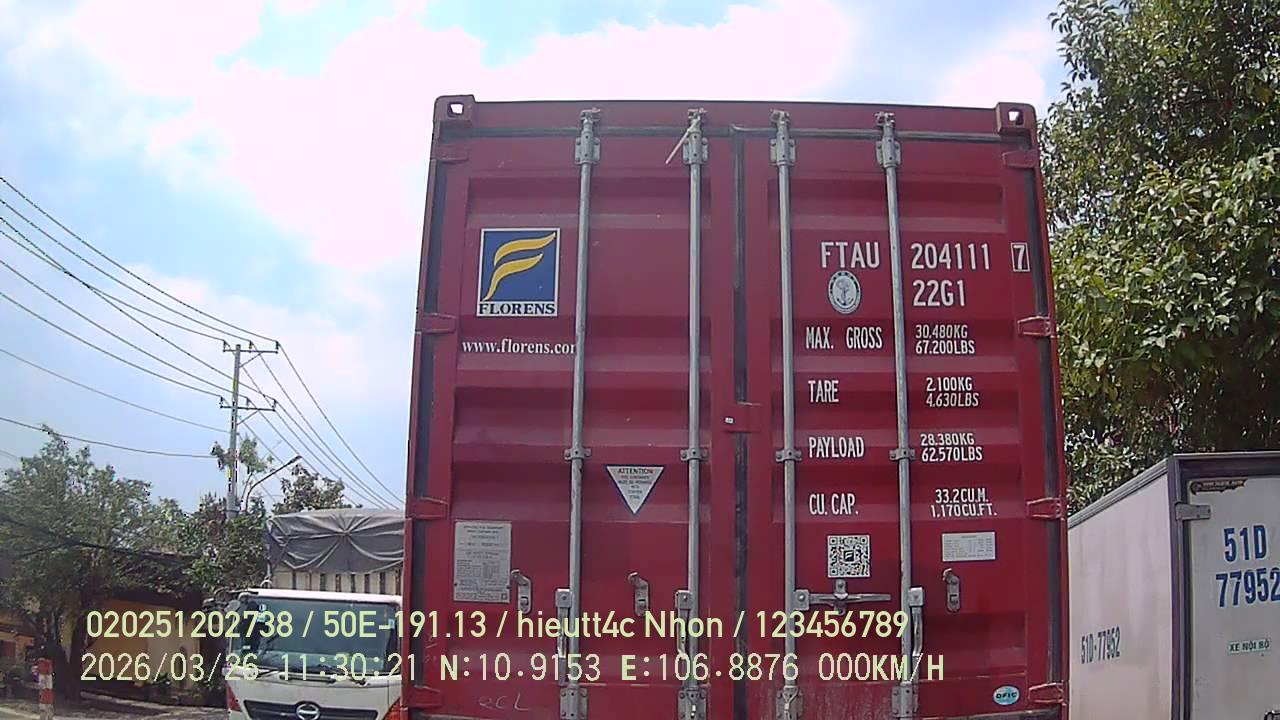 FLORENS
www.florens.com
FTAU 204111 7
22G1
MAX. GROSS 30.480KG
67.200LBS
TARE 2.100KG
4.630LBS
PAYLOAD 28.380KG
62.570LBS
CU. CAP. 33.2CU.M.
1.170CU.FT.
ATTENTION
51D
77952
51D-77952
XE NỘI BỘ
DFIC
020251202738 / 50E-191.13 / hieutt4c Nhon / 123456789
2026/03/26 11:30:21 N:10.9153 E:106.8876 000KM/H